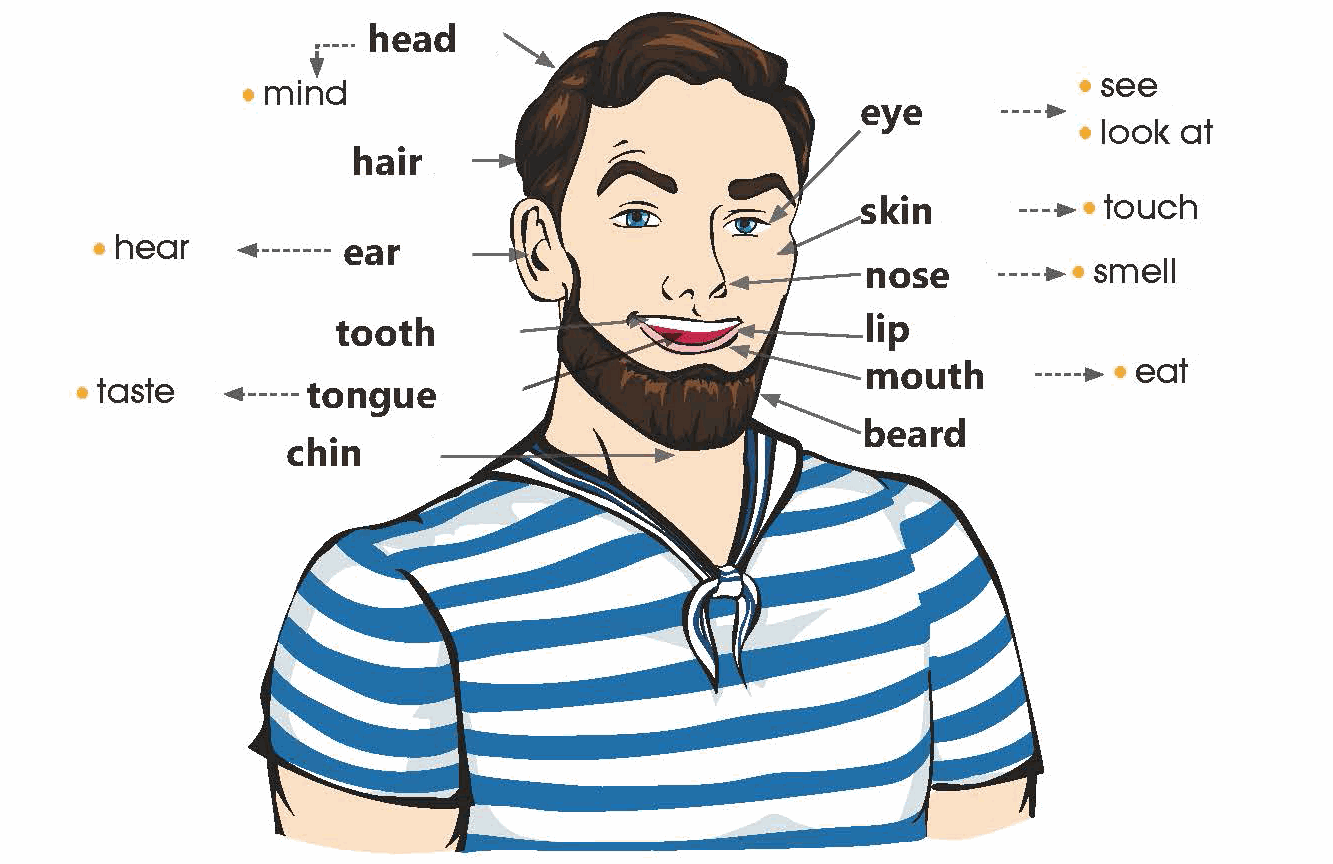 head
mind
hair
hear
ear
tooth
taste
tongue
chin
eye
see
look at
skin
touch
nose
smell
lip
mouth
eat
beard